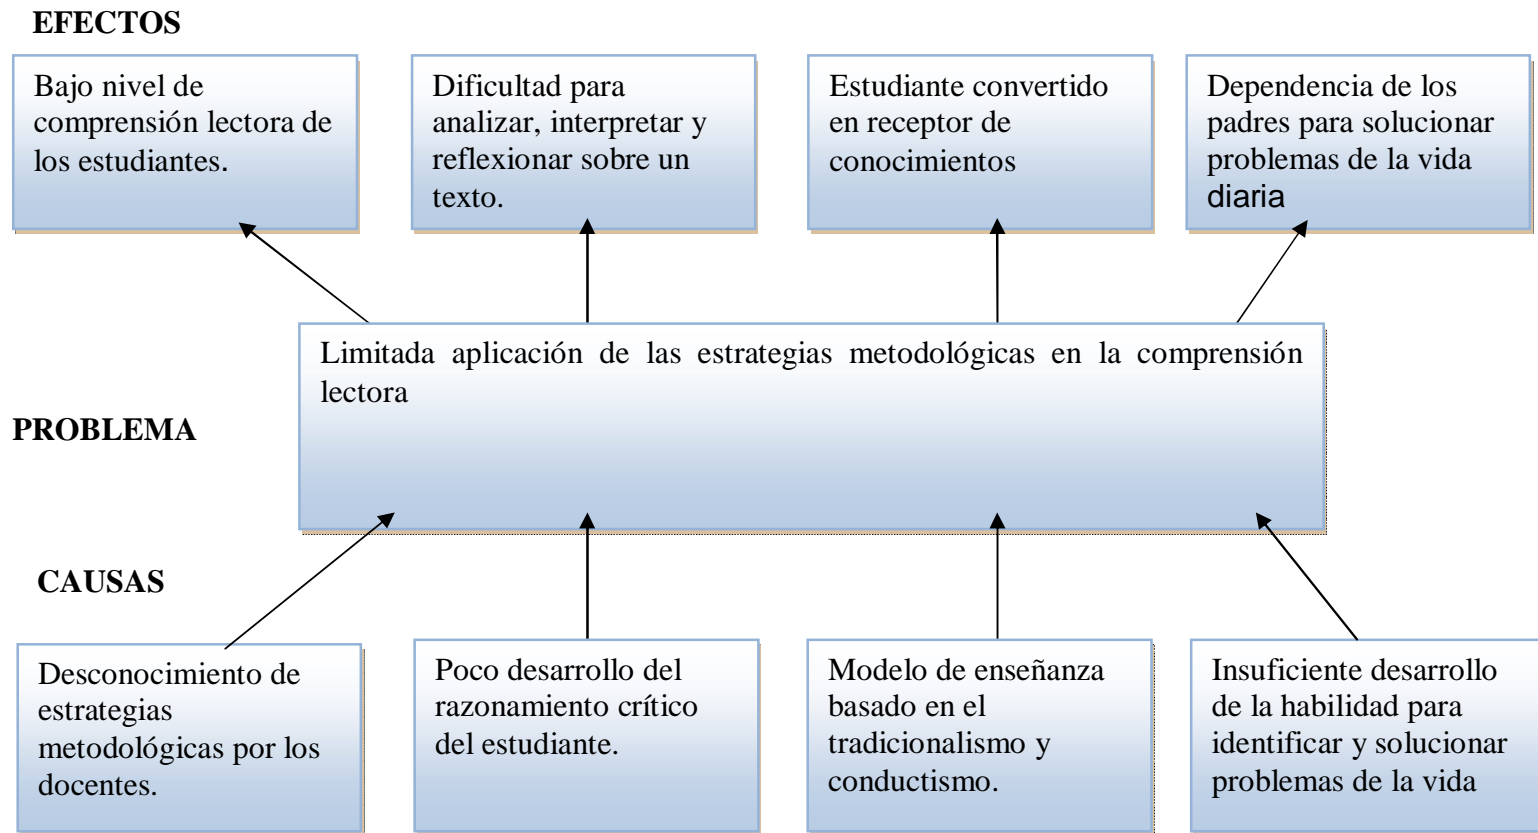 EFECTOS
Bajo nivel de
comprensión lectora de
los estudiantes.
Dificultad para
analizar, interpretar y
reflexionar sobre un
texto.
Estudiante convertido
en receptor de
conocimientos
Dependencia de los
padres para solucionar
problemas de la vida
diaria
Limitada aplicación de las estrategias metodológicas en la comprensión
lectora
PROBLEMA
CAUSAS
Desconocimiento de
estrategias
metodológicas por los
docentes.
Poco desarrollo del
razonamiento crítico
del estudiante.
Modelo de enseñanza
basado en el
tradicionalismo y
conductismo.
Insuficiente desarrollo
de la habilidad para
identificar y solucionar
problemas de la vida